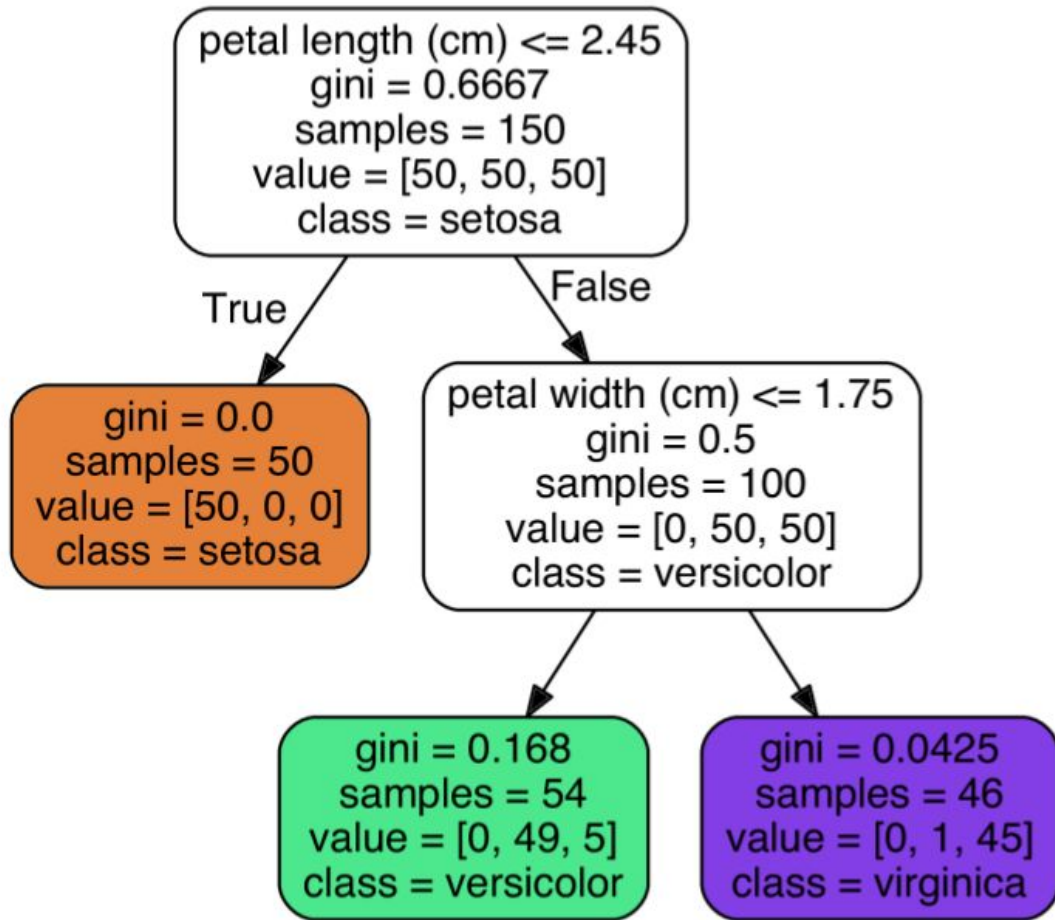 petal length (cm) <= 2.45
gini = 0.6667
samples = 150
value = [50, 50, 50]
class = setosa
True
False
gini = 0.0
samples = 50
value = [50, 0, 0]
class = setosa
petal width (cm) <= 1.75
gini = 0.5
samples = 100
value = [0, 50, 50]
class = versicolor
gini = 0.168
samples = 54
value = [0, 49, 5]
class = versicolor
gini = 0.0425
samples = 46
value = [0, 1, 45]
class = virginica